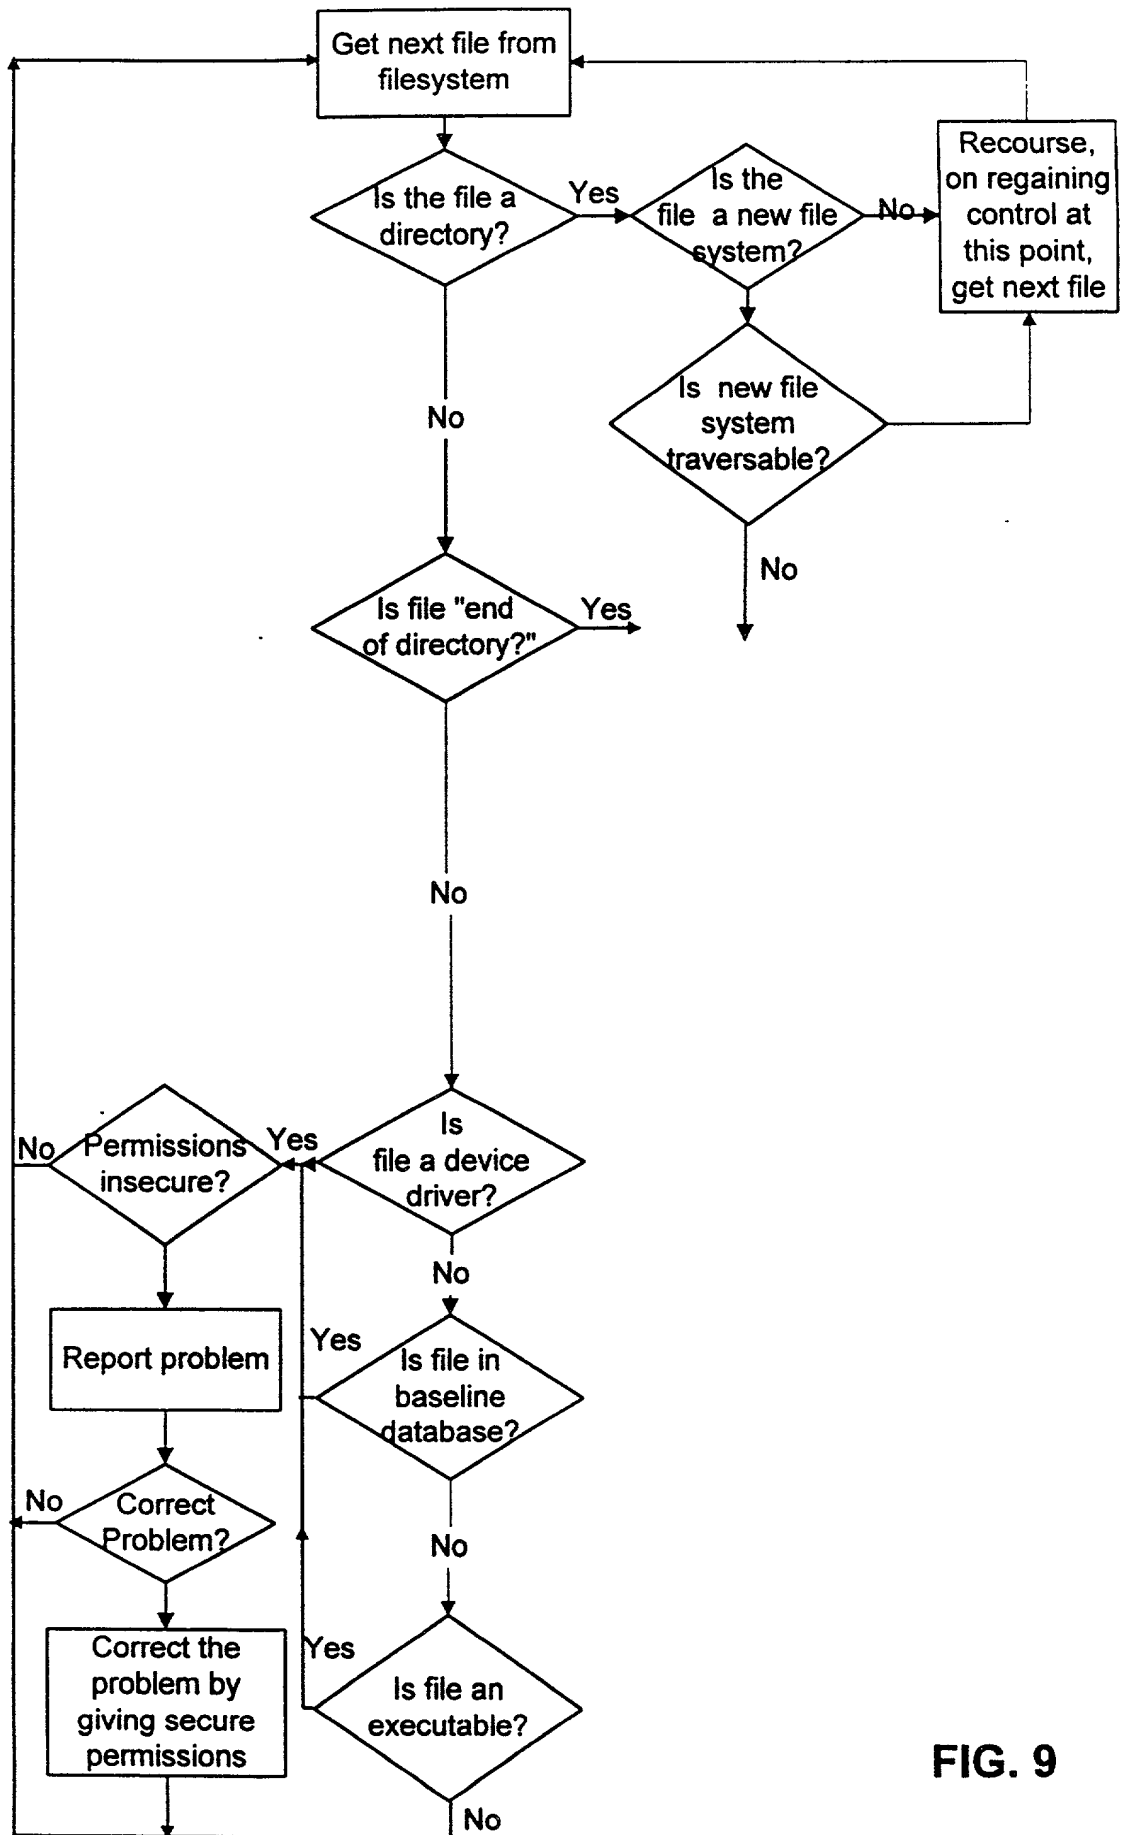 Get next file from
filesystem
Is the file a
directory?
Yes
Is the
file a new file
system?
No
Recourse,
on regaining
control at
this point,
get next file
No
Is new file
system
traversable?
No
Is file "end
of directory?"
Yes
No
No
Permissions
insecure?
Yes
Is
file a device
driver?
No
Report problem
Yes
Is file in
baseline
database?
No
Correct
Problem?
No
Correct the
problem by
giving secure
permissions
Yes
Is file an
executable?
No
FIG. 9